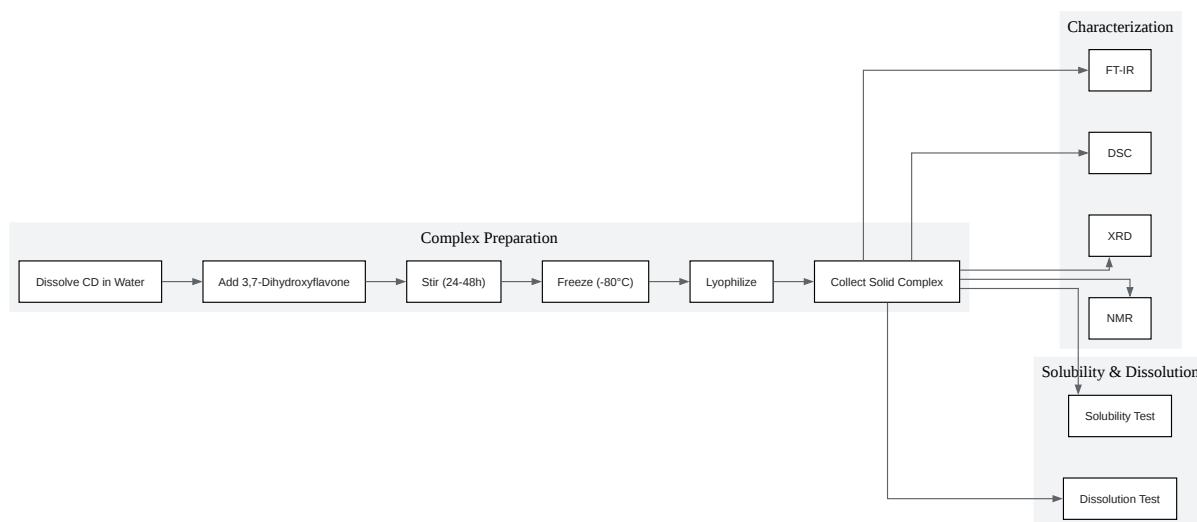 Characterization
FT-IR
DSC
XRD
NMR
Complex Preparation
Dissolve CD in Water
Add 3,7-Dihydroxyflavone
Stir (24-48h)
Freeze (-80°C)
Lyophilize
Collect Solid Complex
Solubility & Dissolution
Solubility Test
Dissolution Test